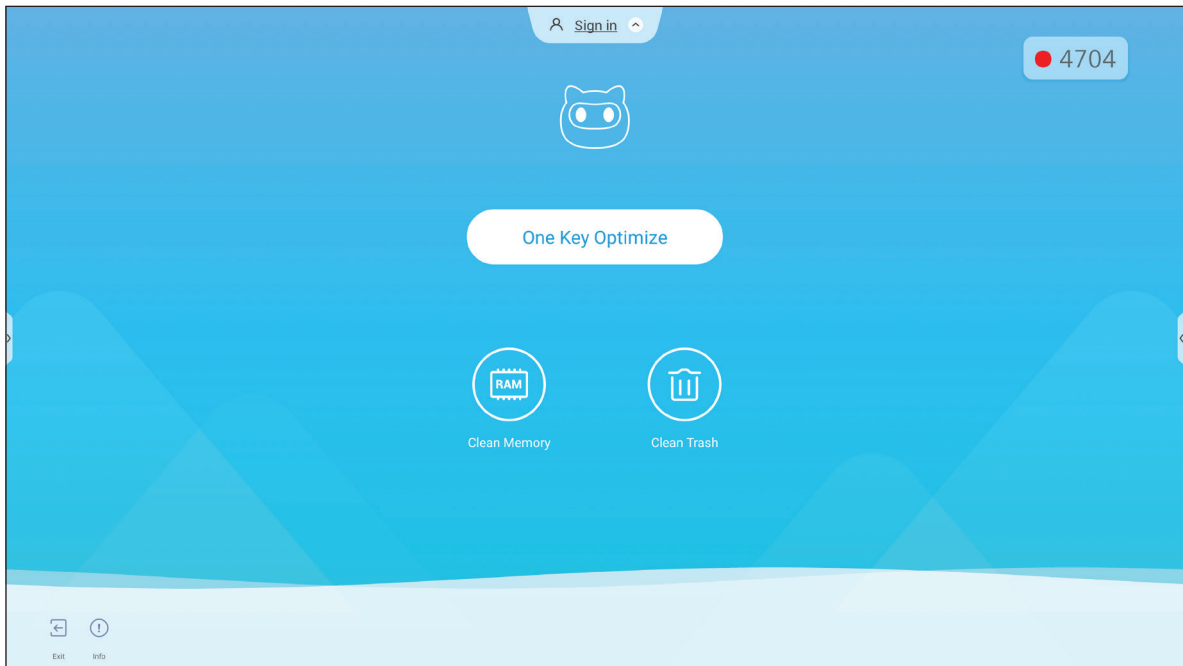 Sign in
4704
One Key Optimize
RAM
Clean Memory
Clean Trash
Exit
Info